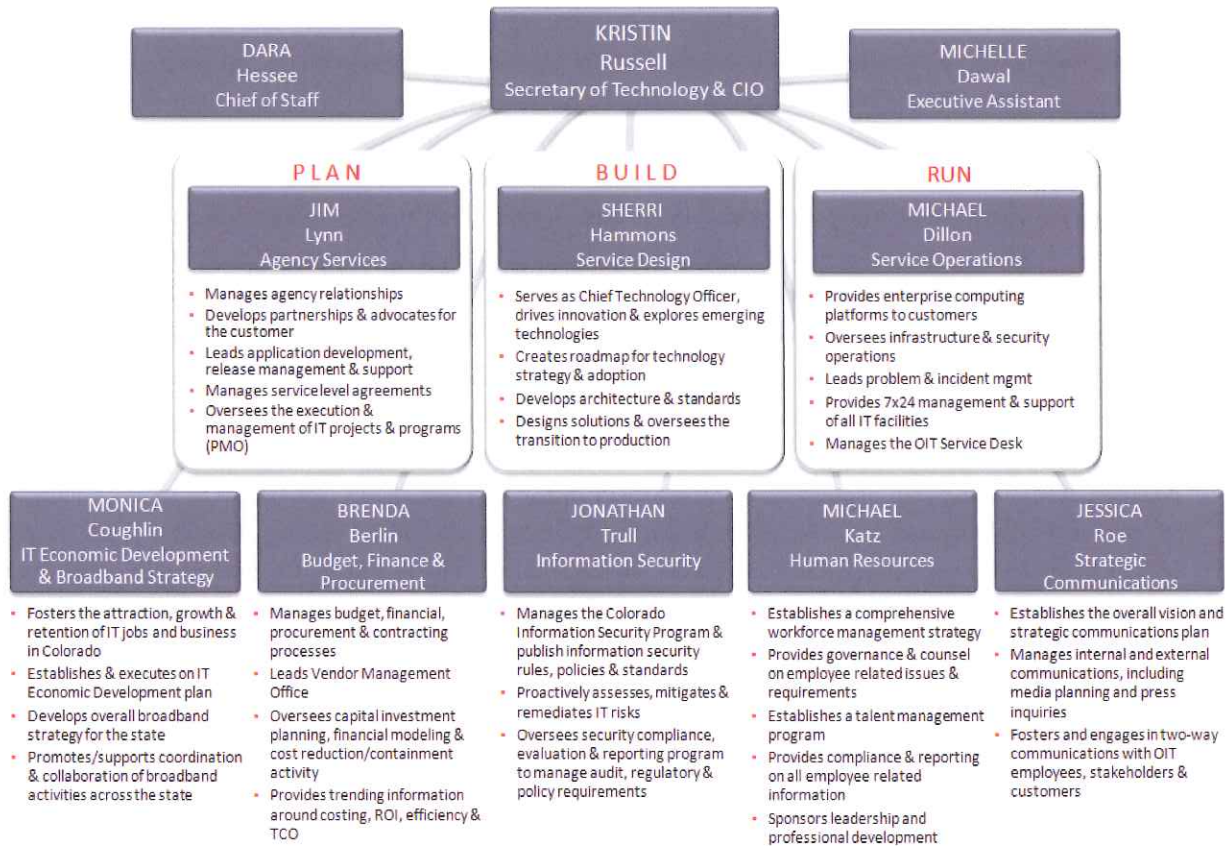 DARA
Hessee
Chief of Staff
KRISTIN
Russell
Secretary of Technology & CIO
MICHELLE
Dawal
Executive Assistant
PLAN
JIM
Lynn
Agency Services
• Manages agency relationships
• Develops partnerships & advocates for
the customer
• Leads application development,
release management & support
• Manages service level agreements
• Oversees the execution &
management of IT projects & programs
(PMO)
BUILD
SHERRI
Hammons
Service Design
• Serves as Chief Technology Officer,
drives innovation & explores emerging
technologies
• Creates roadmap for technology
strategy & adoption
• Develops architecture & standards
• Designs solutions & oversees the
transition to production
RUN
MICHAEL
Dillon
Service Operations
• Provides enterprise computing
platforms to customers
• Oversees infrastructure & security
operations
• Leads problem & incident mgmt
• Provides 7x24 management & support
of all IT facilities
• Manages the OIT Service Desk
MONICA
Coughlin
IT Economic Development
& Broadband Strategy
• Fosters the attraction, growth &
retention of IT jobs and business
in Colorado
• Establishes & executes on IT
Economic Development plan
• Develops overall broadband
strategy for the state
• Promotes/supports coordination
& collaboration of broadband
activities across the state
BRENDA
Berlin
Budget, Finance &
Procurement
• Manages budget, financial,
procurement & contracting
processes
• Leads Vendor Management
Office
• Oversees capital investment
planning, financial modeling &
cost reduction/containment
activity
• Provides trending information
around costing, ROI, efficiency &
TCO
JONATHAN
Trull
Information Security
• Manages the Colorado
Information Security Program &
publish information security
rules, policies & standards
• Proactively assesses, mitigates &
remediates IT risks
• Oversees security compliance,
evaluation & reporting program
to manage audit, regulatory &
policy requirements
MICHAEL
Katz
Human Resources
• Establishes a comprehensive
workforce management strategy
• Provides governance & counsel
on employee related issues &
requirements
• Establishes a talent management
program
• Provides compliance & reporting
on all employee related
information
• Sponsors leadership and
professional development
JESSICA
Roe
Strategic
Communications
• Establishes the overall vision and
strategic communications plan
• Manages internal and external
communications, including
media planning and press
inquiries
• Fosters and engages in two-way
communications with OIT
employees, stakeholders &
customers